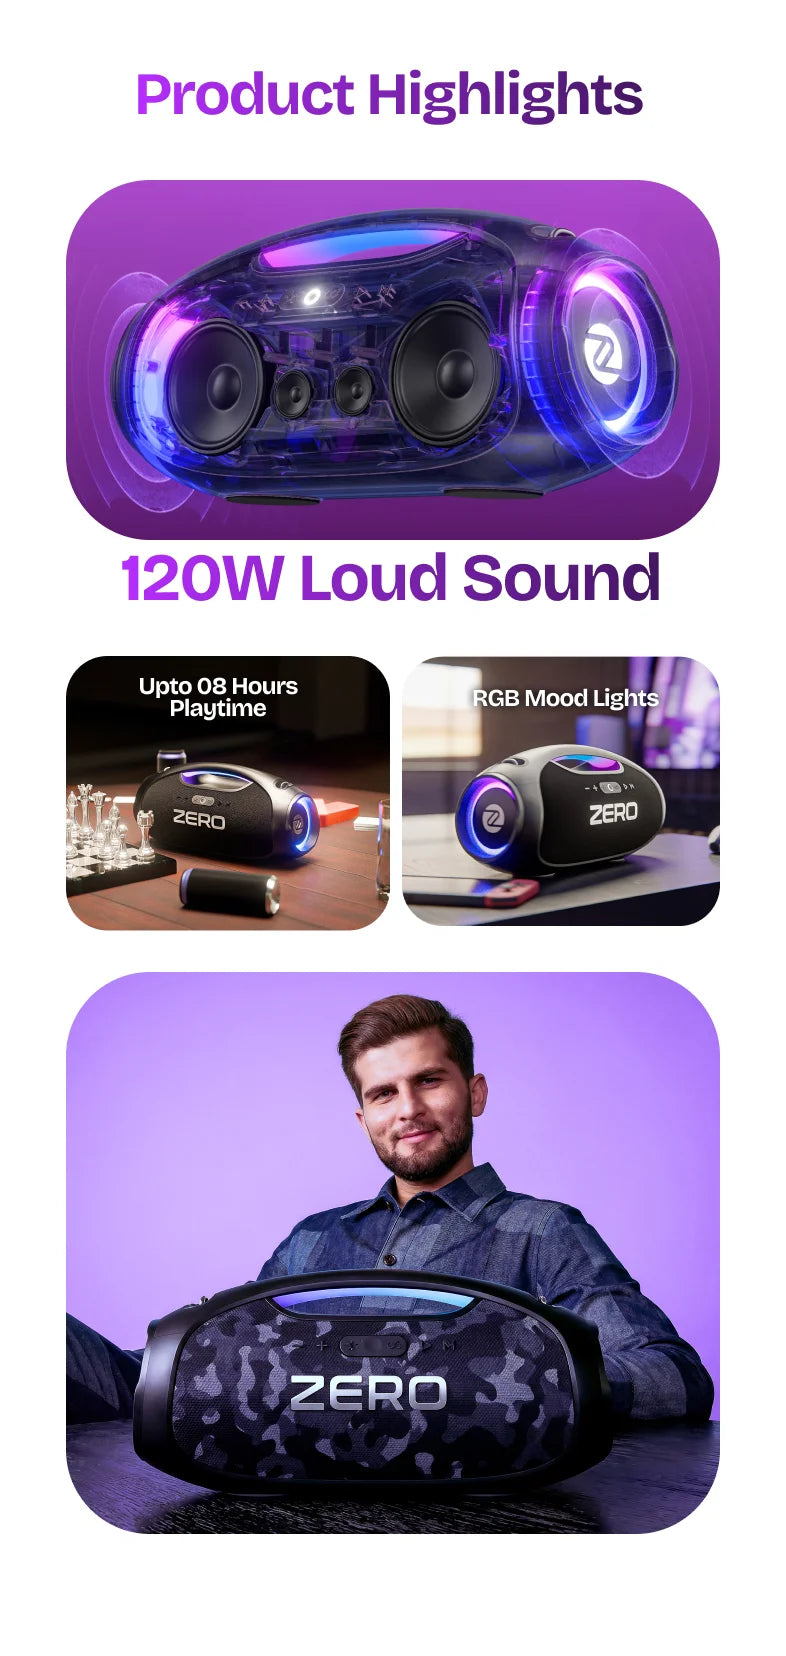 Product Highlights
120W Loud Sound
Upto 08 Hours
Playtime
ZERO
RGB Mood Lights
ZERO
ZERO